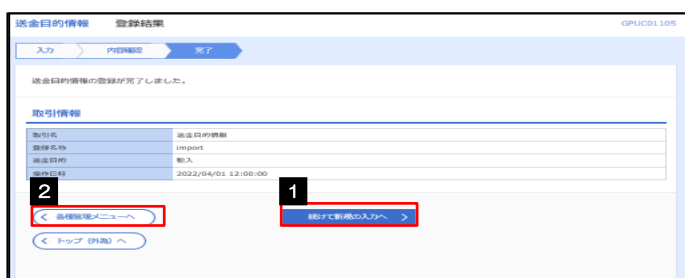 送金目的情報 登録結果
GPUC01105
入力
内容確認
完了
送金目的情報の登録が完了しました。
取引情報
取引名 送金目的情報
登録名称 import
送金目的 輸入
操作日時 2022/04/01 12:00:00
2
1
各種管理メニューへ
続けて新規の入力へ
トップ（外為）へ